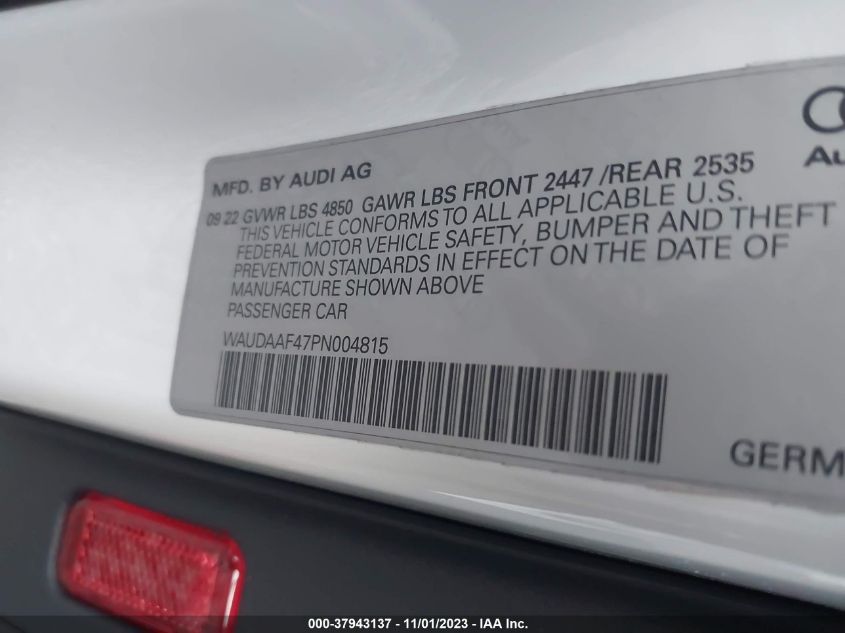 MFD. BY AUDI AG
09 22 GVWR LBS 4850 GAWR LBS FRONT 2447 /REAR 2535
THIS VEHICLE CONFORMS TO ALL APPLICABLE U.S.
FEDERAL MOTOR VEHICLE SAFETY, BUMPER AND THEFT
PREVENTION STANDARDS IN EFFECT ON THE DATE OF
MANUFACTURE SHOWN ABOVE
PASSENGER CAR
WAUDAAF47PN004815
Au
GERM
000-37943137 - 11/01/2023 - IAA Inc.